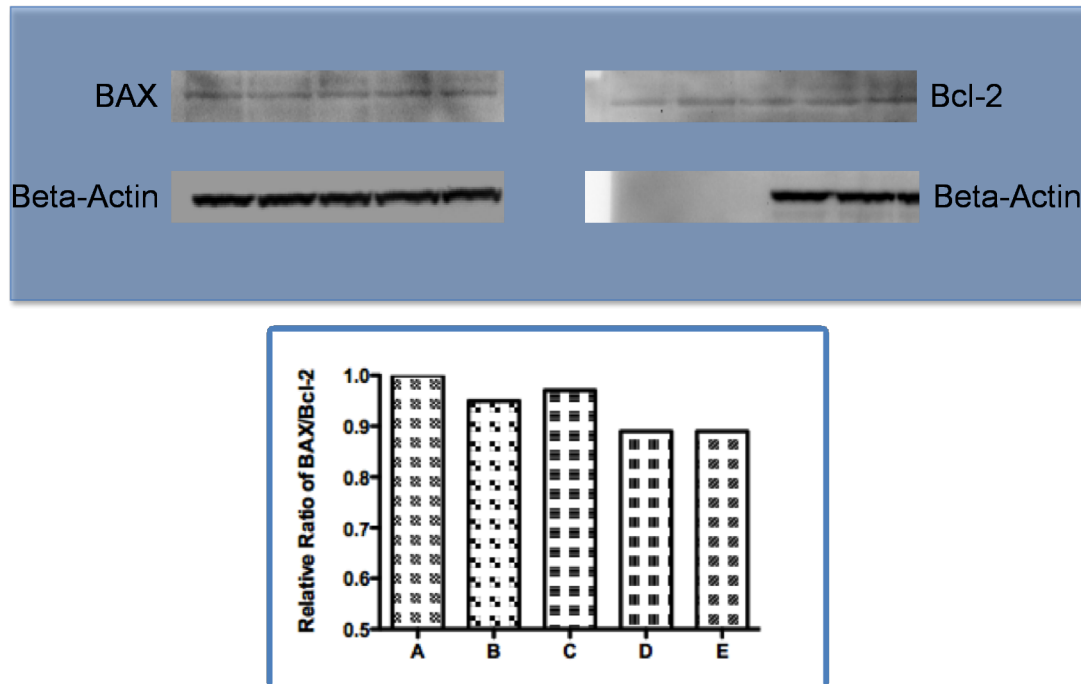 BAX
Bcl-2
Beta-Actin
Beta-Actin
Relative Ratio of BAX/Bcl-2
1.0
0.9
0.8
0.7
0.6
0.5
A B C D E